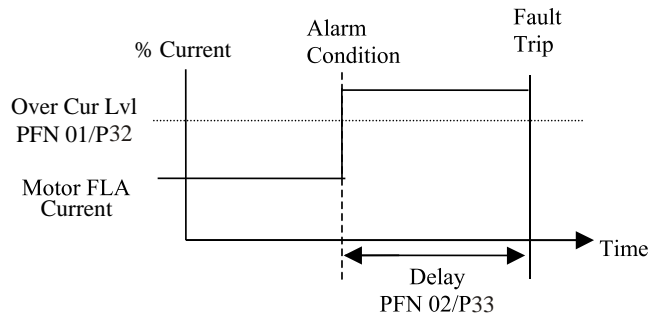 Fault
Trip
Alarm
Condition
% Current
Over Cur Lvl
PFN 01/P32
Motor FLA
Current
Time
Delay
PFN 02/P33